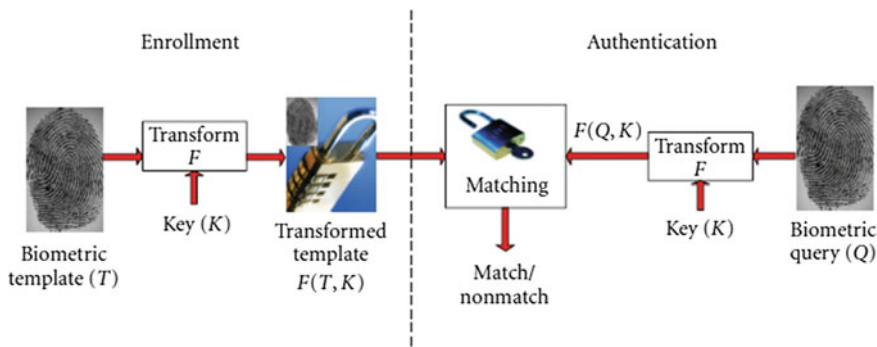 Enrollment
Authentication
Transform
F
Key (K)
Biometric
template (T)
Transformed
template
F(T, K)
Matching
Match/
nonmatch
F(Q, K)
Transform
F
Key (K)
Biometric
query (Q)